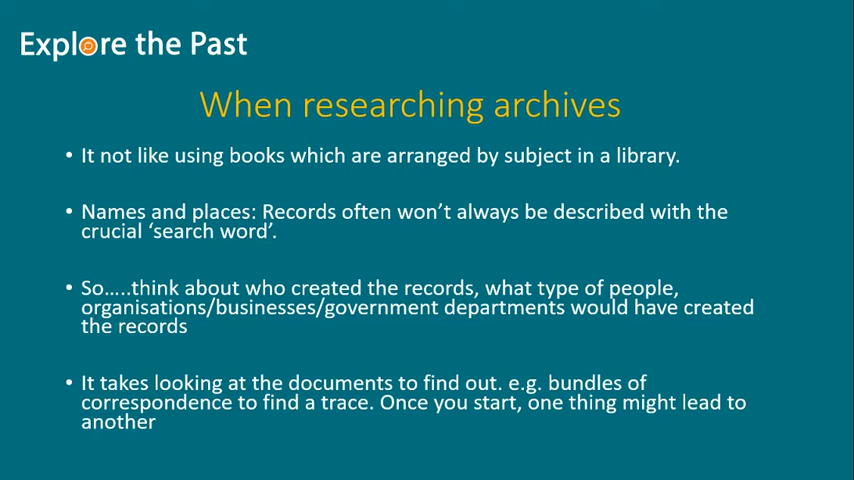 Explore the Past
When researching archives
• It not like using books which are arranged by subject in a library.
• Names and places: Records often won’t always be described with the
crucial ‘search word’.
• So…..think about who created the records, what type of people,
organisations/businesses/government departments would have created
the records
• It takes looking at the documents to find out. e.g. bundles of
correspondence to find a trace. Once you start, one thing might lead to
another